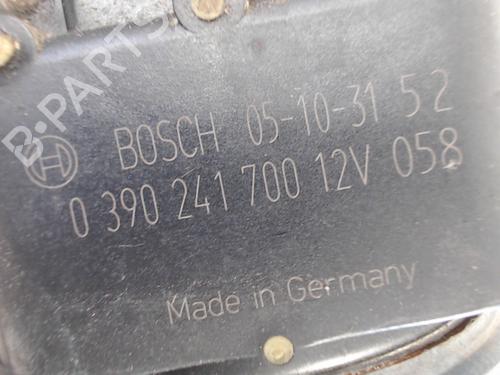 B-PARTS
BOSCH 05-10-31 52
0 390 241 700 12V 058
Made in Germany